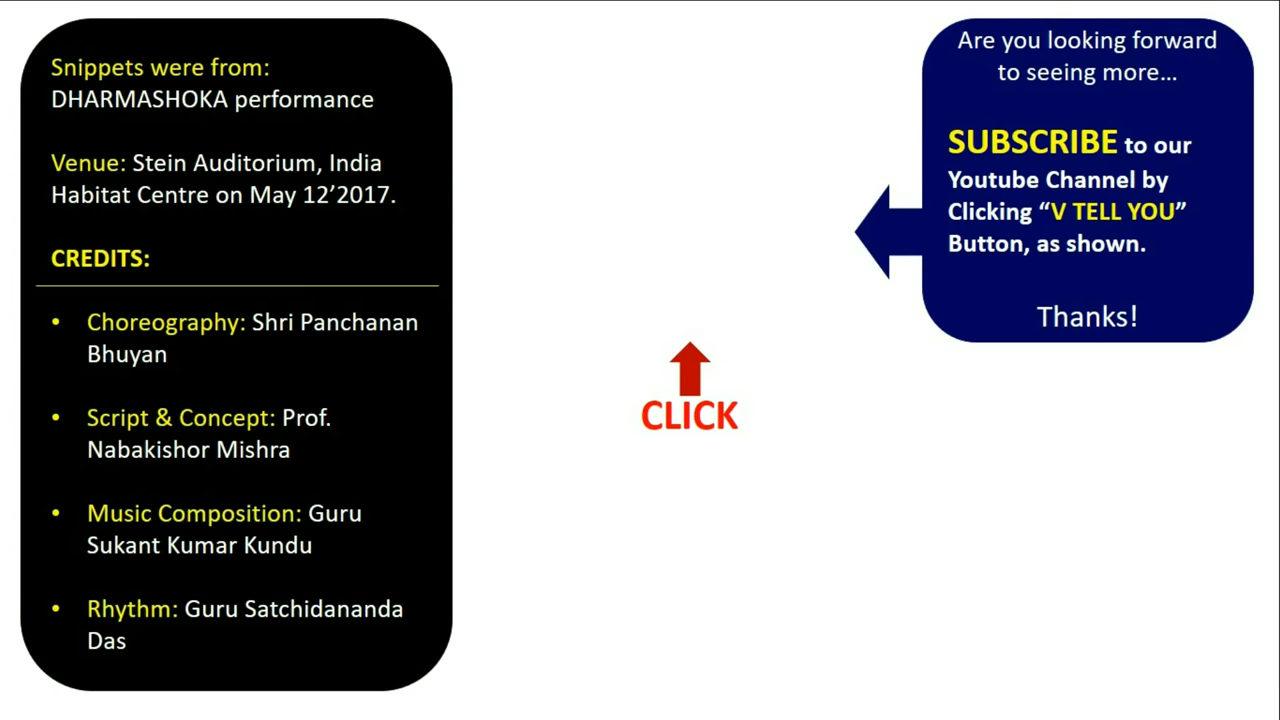 Snippets were from:
DHARMASHOKA performance
Venue: Stein Auditorium, India
Habitat Centre on May 12’2017.
CREDITS:
• Choreography: Shri Panchanan
Bhuyan
• Script & Concept: Prof.
Nabakishor Mishra
• Music Composition: Guru
Sukant Kumar Kundu
• Rhythm: Guru Satchidananda
Das
CLICK
Are you looking forward
to seeing more…
SUBSCRIBE to our
Youtube Channel by
Clicking “V TELL YOU”
Button, as shown.
Thanks!